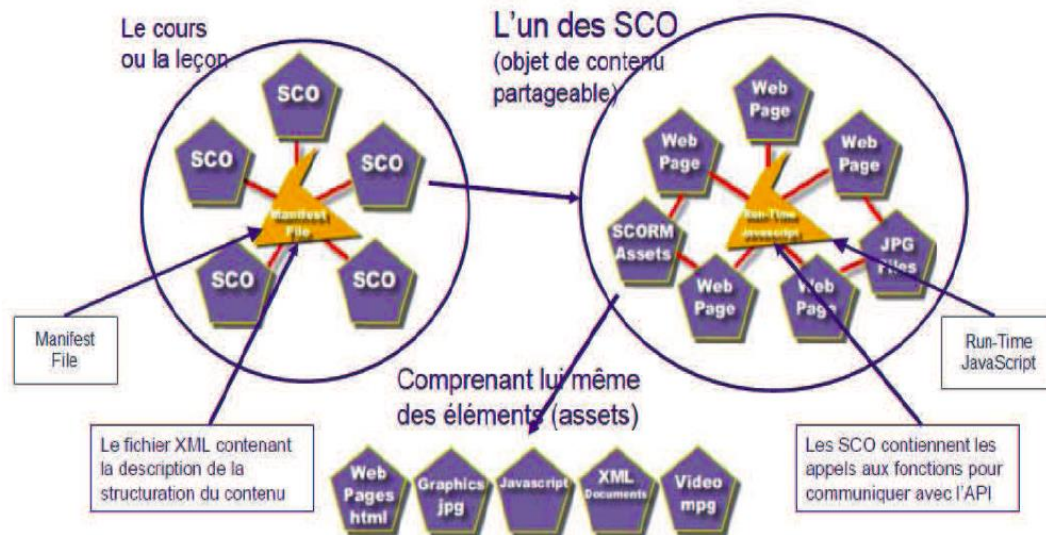 Le cours
ou la leçon
SCO
SCO
SCO
SCO
SCO
Manifest
File
Manifest
File
Le fichier XML contenant
la description de la
structuration du contenu
L'un des SCO
(objet de contenu
partageable)
Web
Page
Web
Page
Web
Page
SCORM
Assets
Run-Time
Javascript
JPG
Files
Web
Page
Web
Page
Run-Time
JavaScript
Les SCO contiennent les
appels aux fonctions pour
communiquer avec l'API
Comprenant lui même
des éléments (assets)
Web
Pages
html
Graphics
jpg
Javascript
XML
Documents
Video
mpg